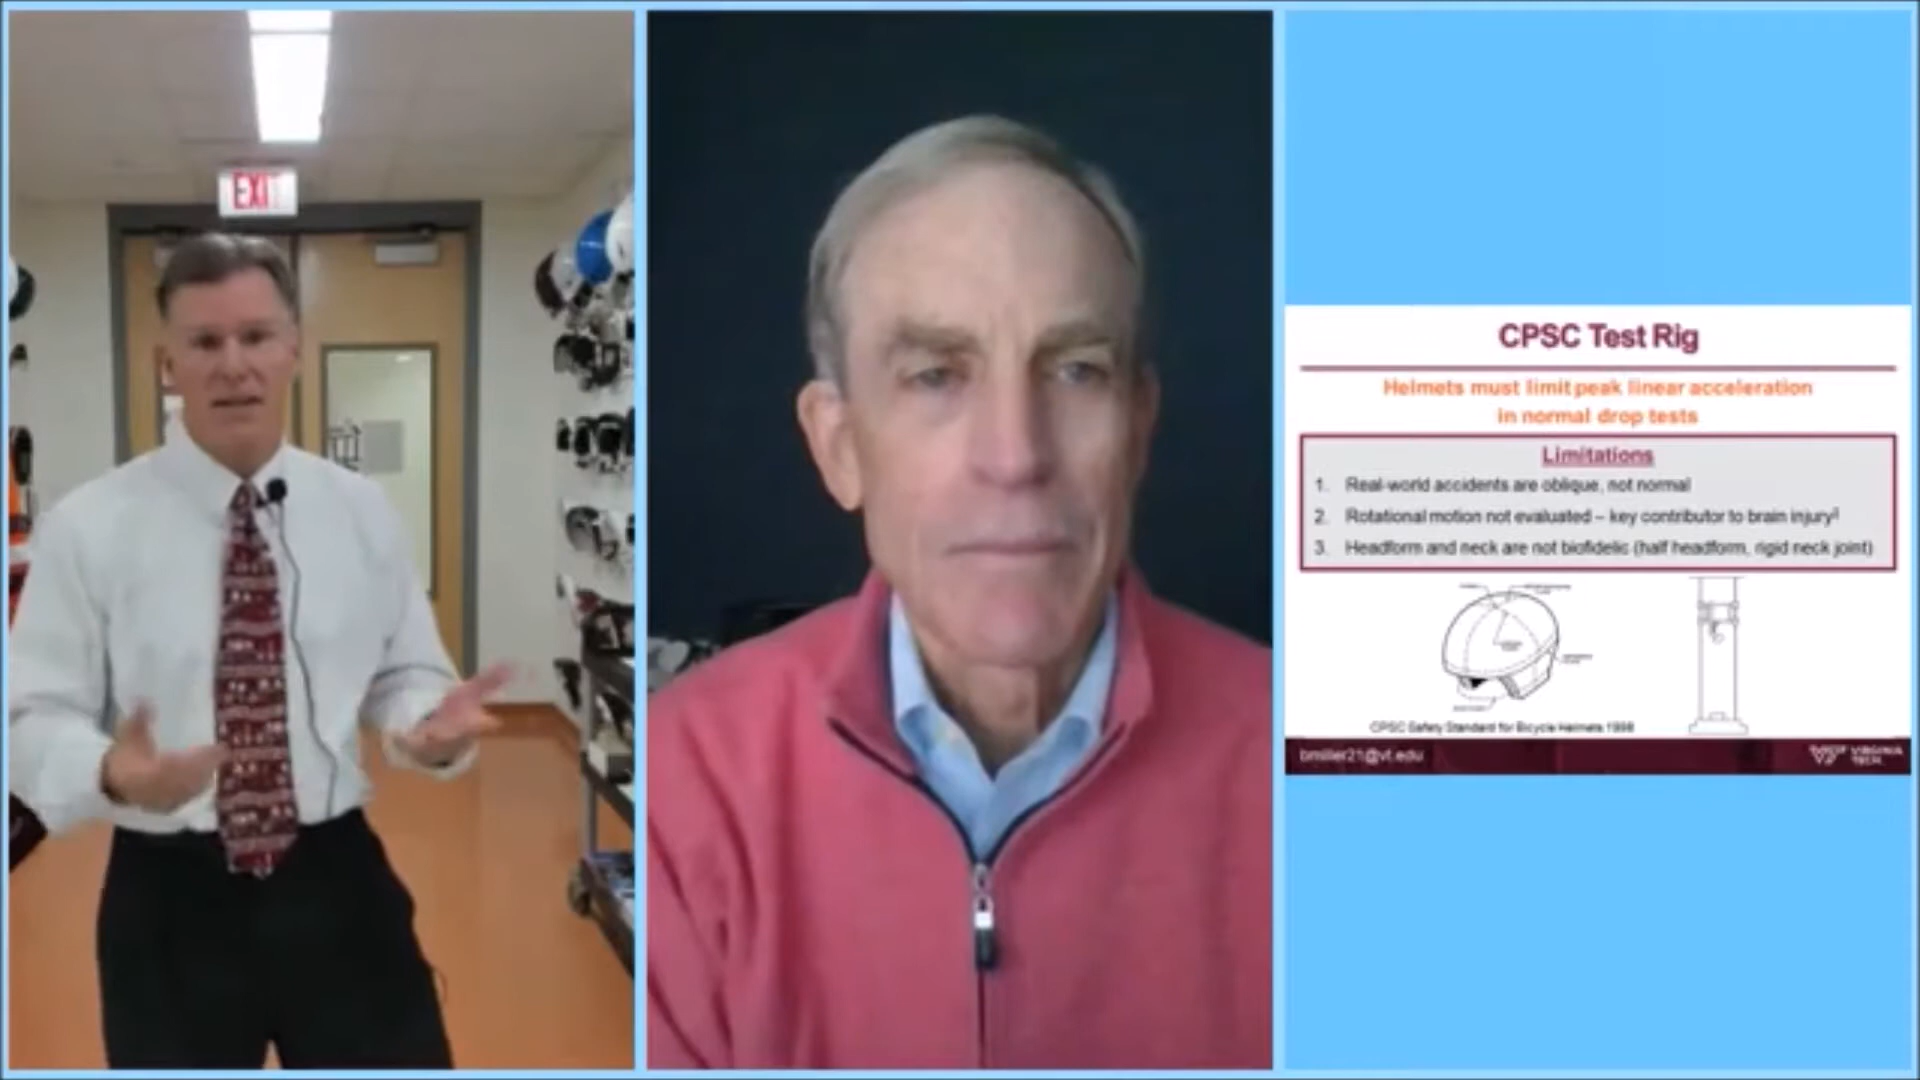 EXIT
CPSC Test Rig
Helmets must limit peak linear acceleration
in normal drop tests
Limitations
1. Real-world accidents are oblique, not normal
2. Rotational motion not evaluated – key contributor to brain injury
3. Headform and neck are not biofidelic (half headform, rigid neck joint)
CPSC Safety Standard for Bicycle Helmets 1998
bmiller21@vt.edu
VIRGINIA
TECH